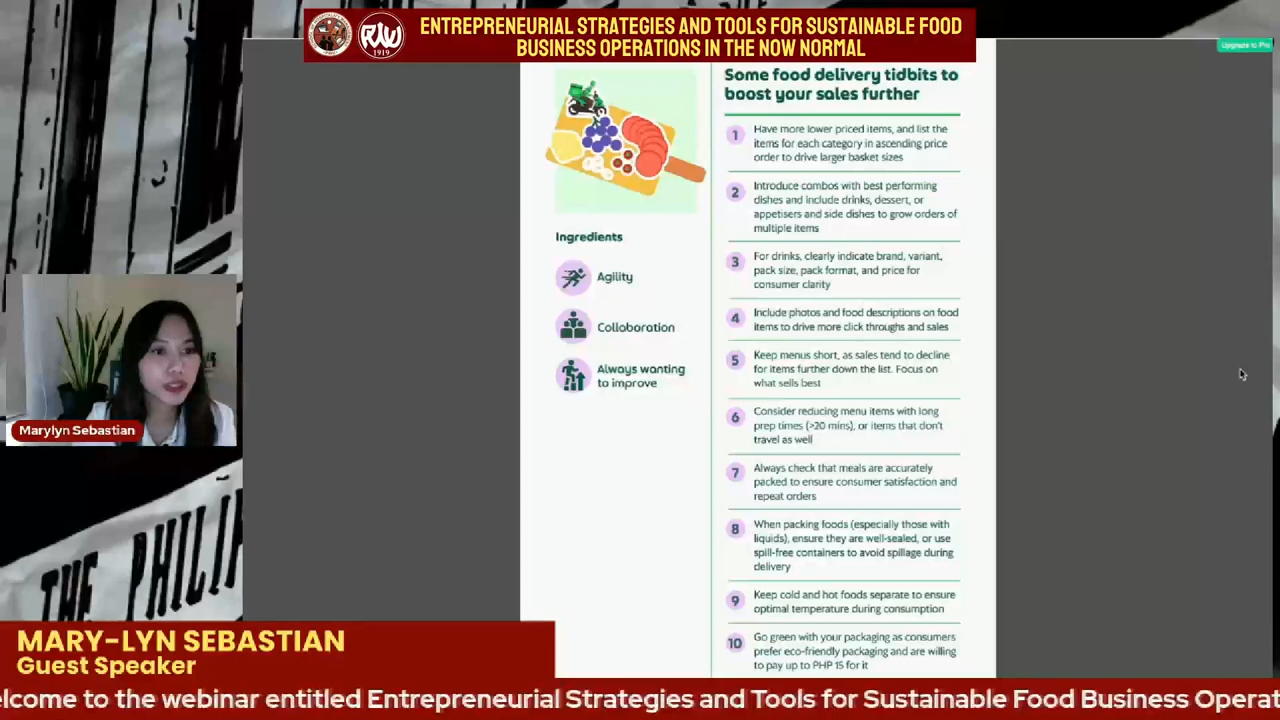 ENTREPRENEURIAL STRATEGIES AND TOOLS FOR SUSTAINABLE FOOD
BUSINESS OPERATIONS IN THE NOW NORMAL
1919
Upgrade to Pro
Some food delivery tidbits to
boost your sales further
Ingredients
Agility
Collaboration
Always wanting
to improve
1 Have more lower priced items, and list the
items for each category in ascending price
order to drive larger basket sizes
2 Introduce combos with best performing
dishes and include drinks, dessert, or
appetisers and side dishes to grow orders of
multiple items
3 For drinks, clearly indicate brand, variant,
pack size, pack format, and price for
consumer clarity
4 Include photos and food descriptions on food
items to drive more click throughs and sales
5 Keep menus short, as sales tend to decline
for items further down the list. Focus on
what sells best
6 Consider reducing menu items with long
prep times (>20 mins), or items that don't
travel as well
7 Always check that meals are accurately
packed to ensure consumer satisfaction and
repeat orders
8 When packing foods (especially those with
liquids), ensure they are well-sealed, or use
spill-free containers to avoid spillage during
delivery
9 Keep cold and hot foods separate to ensure
optimal temperature during consumption
10 Go green with your packaging as consumers
prefer eco-friendly packaging and are willing
to pay up to PHP 15 for it
Marylyn Sebastian
THE PHILI
MARY-LYN SEBASTIAN
Guest Speaker
elcome to the webinar entitled Entrepreneurial Strategies and Tools for Sustainable Food Business Operat